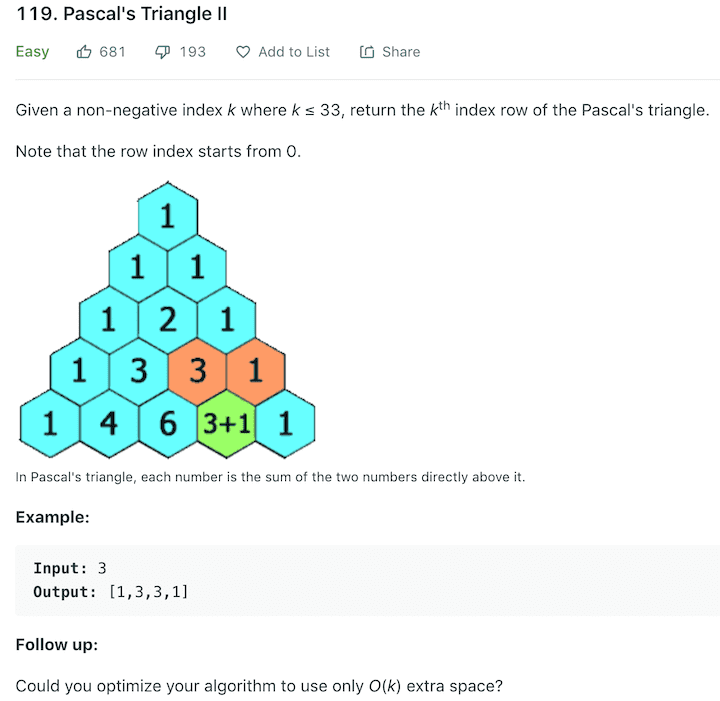 119. Pascal's Triangle II
Easy 681 193 Add to List Share
Given a non-negative index k where k ≤ 33, return the kth index row of the Pascal's triangle.
Note that the row index starts from 0.
1
1 1
1 2 1
1 3 3 1
1 4 6 3+1 1
In Pascal's triangle, each number is the sum of the two numbers directly above it.
Example:
Input: 3
Output: [1,3,3,1]
Follow up:
Could you optimize your algorithm to use only O(k) extra space?